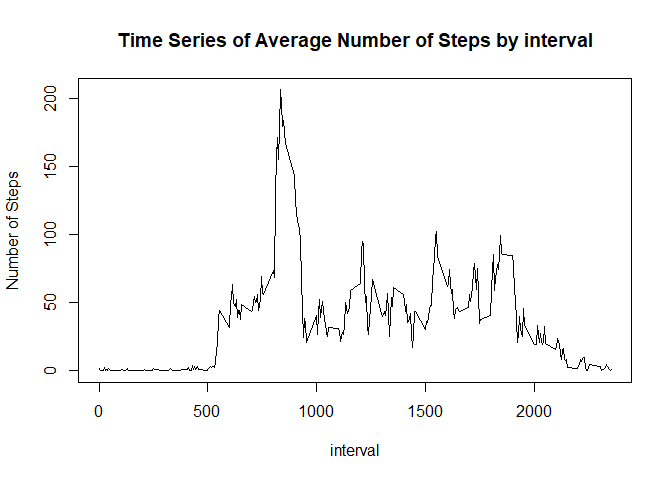 Time Series of Average Number of Steps by interval
Number of Steps
200
150
100
50
0
0 500 1000 1500 2000
interval